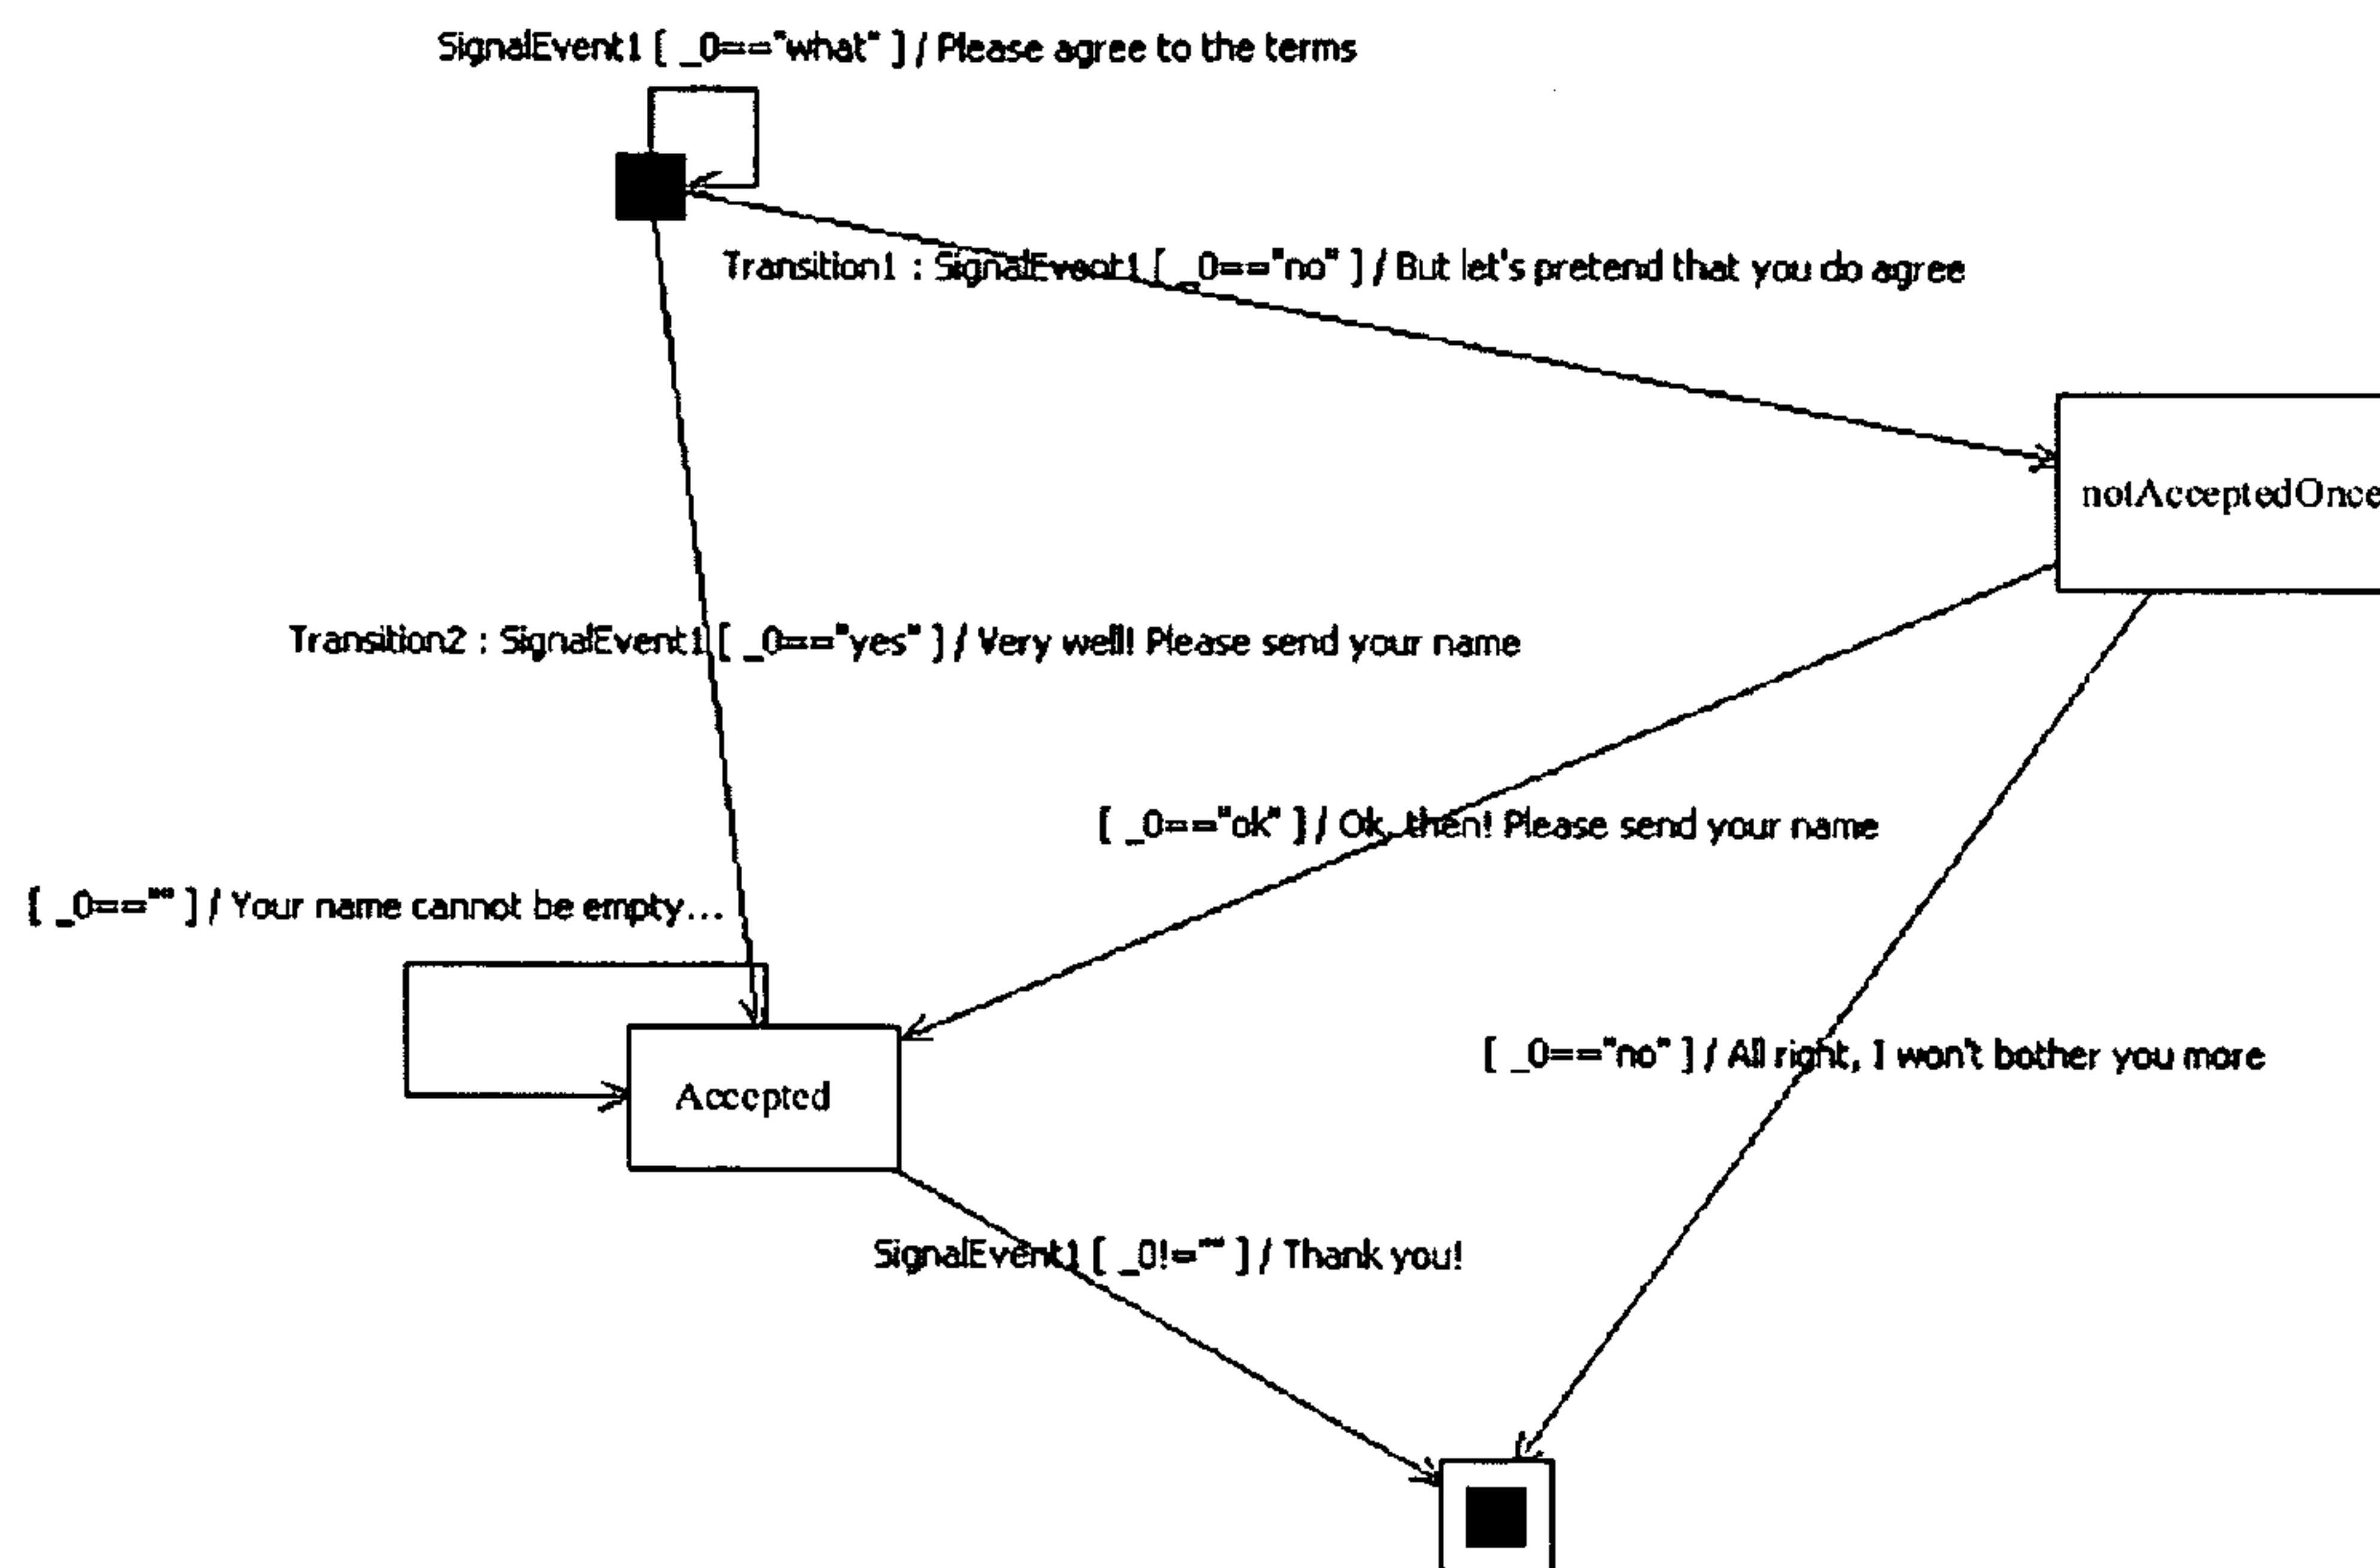 SignalEvent1 [ _0=="what" ] / Please agree to the terms
Transition1 : SignalEvent1 [ _0=="no" ] / But let's pretend that you do agree
notAcceptedOnce
Transition2 : SignalEvent1 [ _0=="yes" ] / Very well! Please send your name
[ _0=="ok" ] / Ok, then! Please send your name
[ _0=="" ] / Your name cannot be empty...
[ _0=="no" ] / All right, I won't bother you more
Accepted
SignalEvent1 [ _0!="" ] / Thank you!